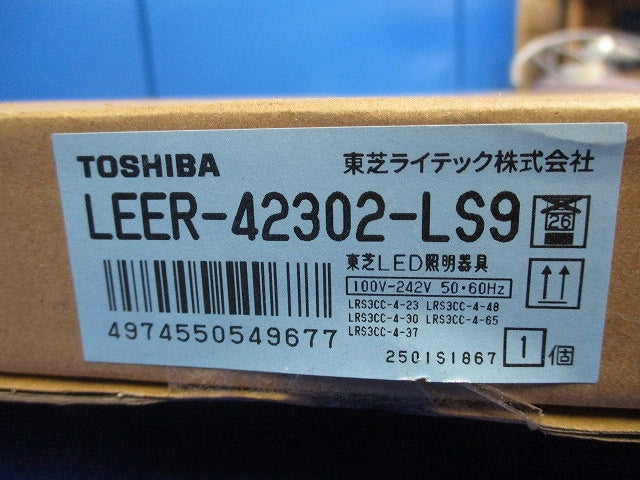 TOSHIBA 東芝ライテック株式会社
LEER-42302-LS9
26
東芝LED照明器具
100V-242V 50・60Hz
LRS3CC-4-23 LRS3CC-4-48
LRS3CC-4-30 LRS3CC-4-65
LRS3CC-4-37
4974550549677
2501S1867 1個